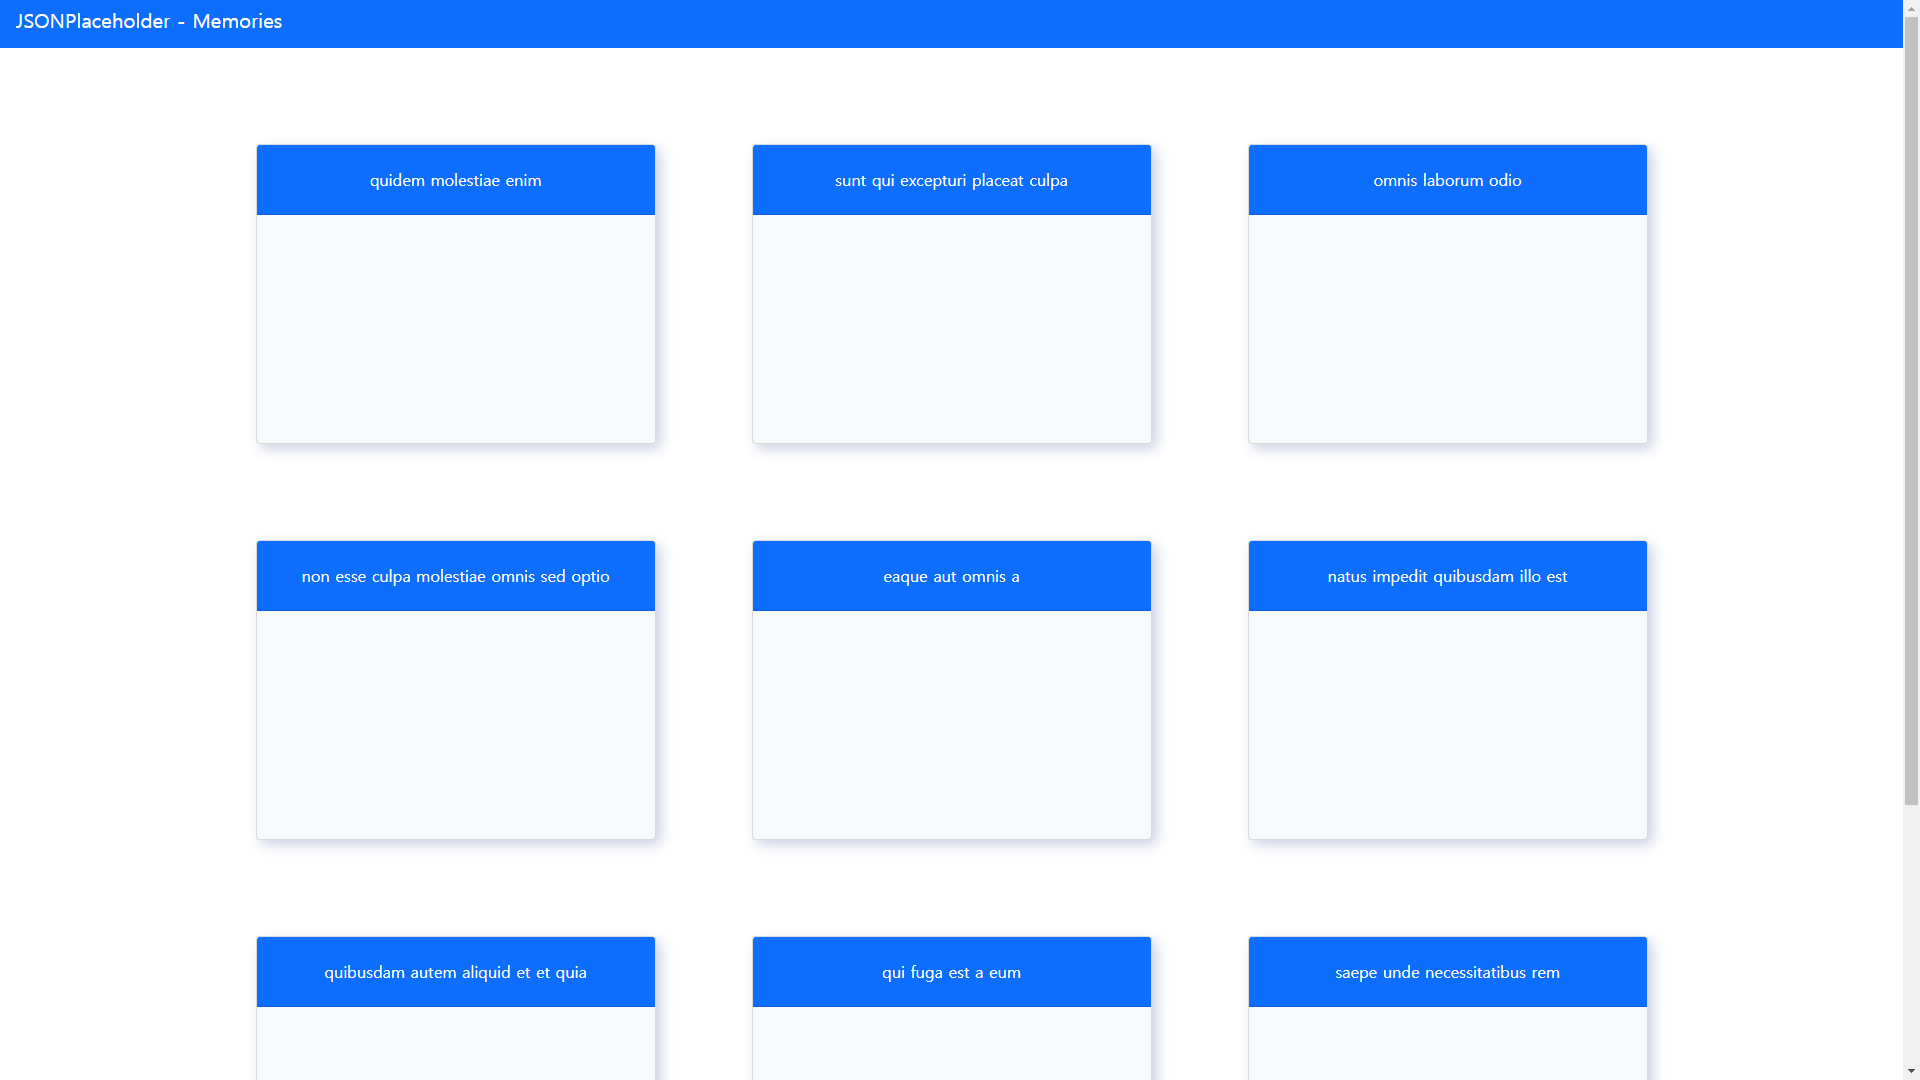 JSONPlaceholder - Memories
quidem molestiae enim
sunt qui excepturi placeat culpa
omnis laborum odio
non esse culpa molestiae omnis sed optio
eaque aut omnis a
natus impedit quibusdam illo est
quibusdam autem aliquid et et quia
qui fuga est a eum
saepe unde necessitatibus rem